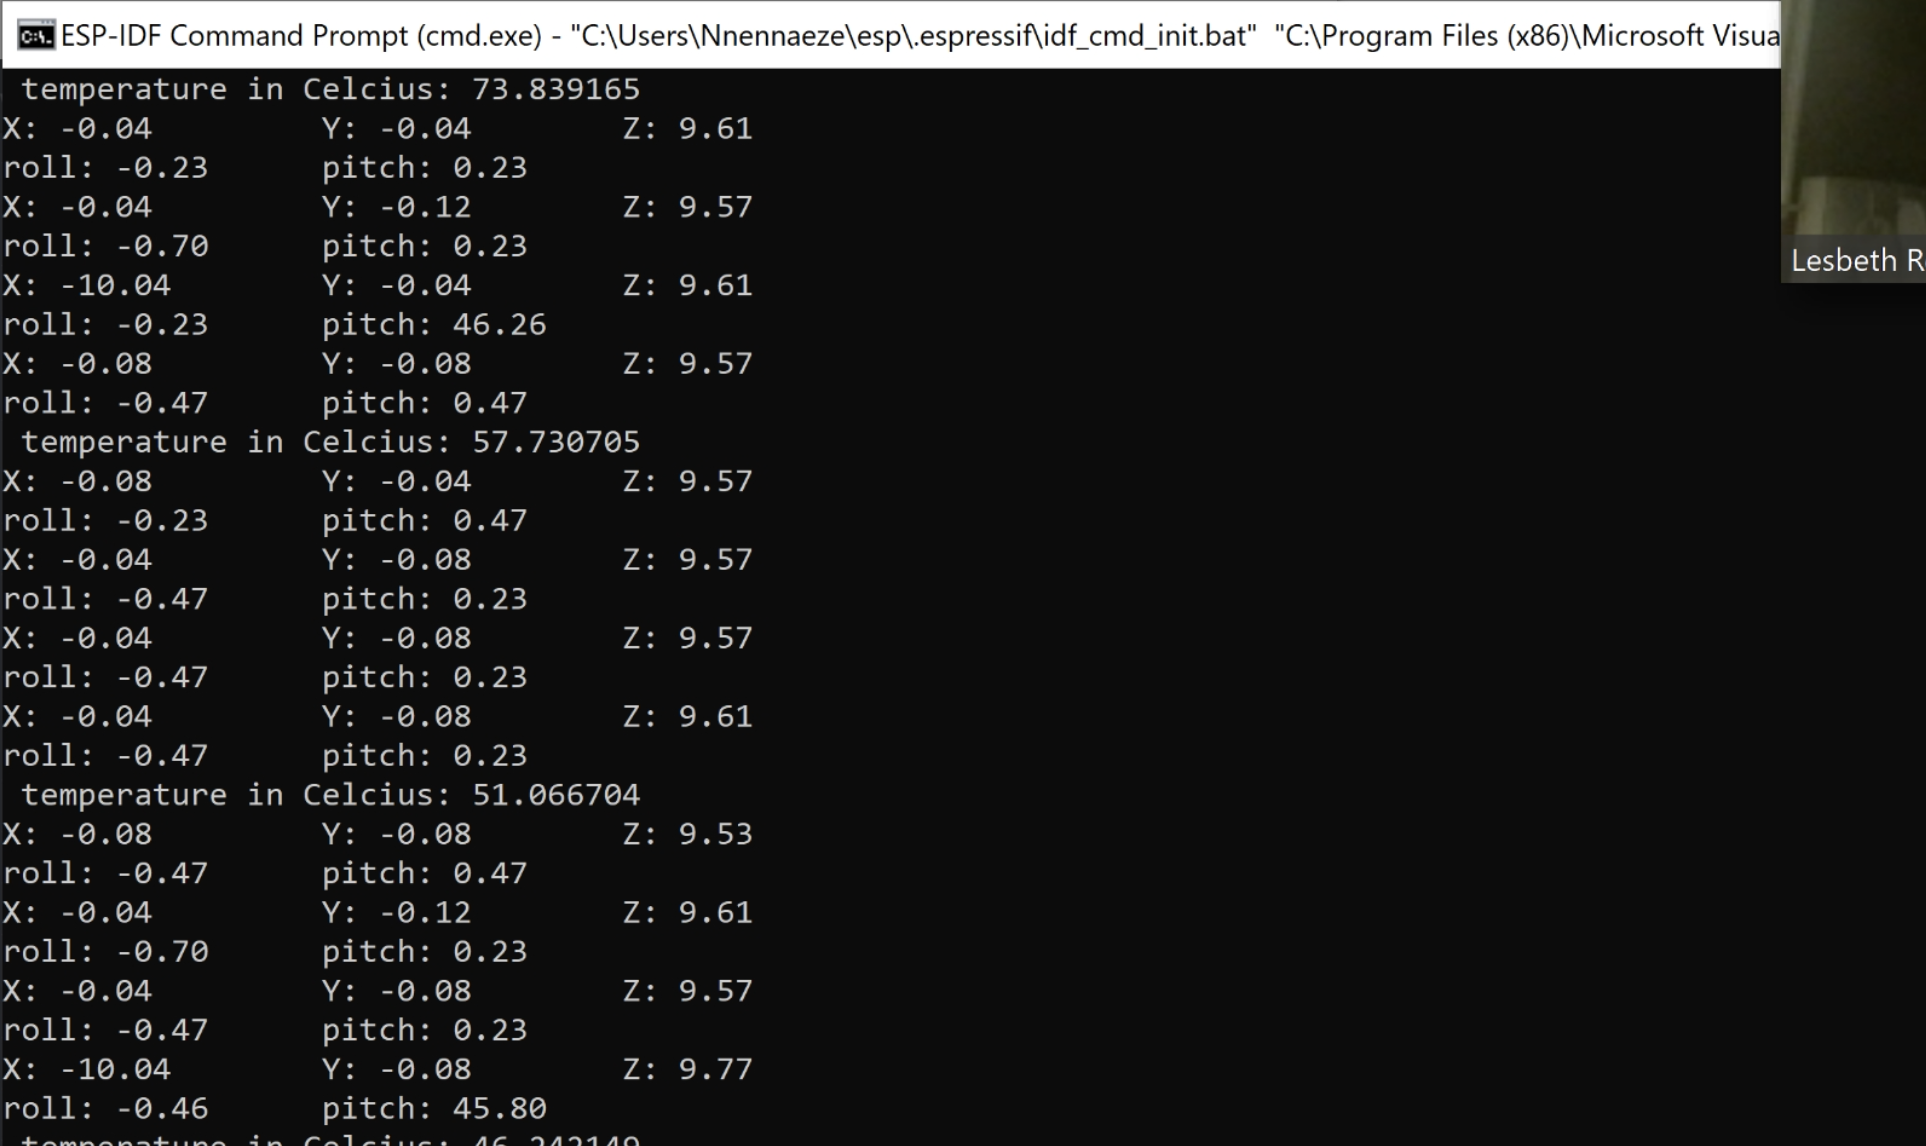 ESP-IDF Command Prompt (cmd.exe) - "C:\Users\Nnennaeze\esp\.espressif\idf_cmd_init.bat"  "C:\Program Files (x86)\Microsoft Visua
temperature in Celcius: 73.839165
X: -0.04 Y: -0.04 Z: 9.61
roll: -0.23 pitch: 0.23
X: -0.04 Y: -0.12 Z: 9.57
roll: -0.70 pitch: 0.23
X: -10.04 Y: -0.04 Z: 9.61
roll: -0.23 pitch: 46.26
X: -0.08 Y: -0.08 Z: 9.57
roll: -0.47 pitch: 0.47
temperature in Celcius: 57.730705
X: -0.08 Y: -0.04 Z: 9.57
roll: -0.23 pitch: 0.47
X: -0.04 Y: -0.08 Z: 9.57
roll: -0.47 pitch: 0.23
X: -0.04 Y: -0.08 Z: 9.57
roll: -0.47 pitch: 0.23
X: -0.04 Y: -0.08 Z: 9.61
roll: -0.47 pitch: 0.23
temperature in Celcius: 51.066704
X: -0.08 Y: -0.08 Z: 9.53
roll: -0.47 pitch: 0.47
X: -0.04 Y: -0.12 Z: 9.61
roll: -0.70 pitch: 0.23
X: -0.04 Y: -0.08 Z: 9.57
roll: -0.47 pitch: 0.23
X: -10.04 Y: -0.08 Z: 9.77
roll: -0.46 pitch: 45.80
temperature in Celcius: 46.242149
Lesbeth R